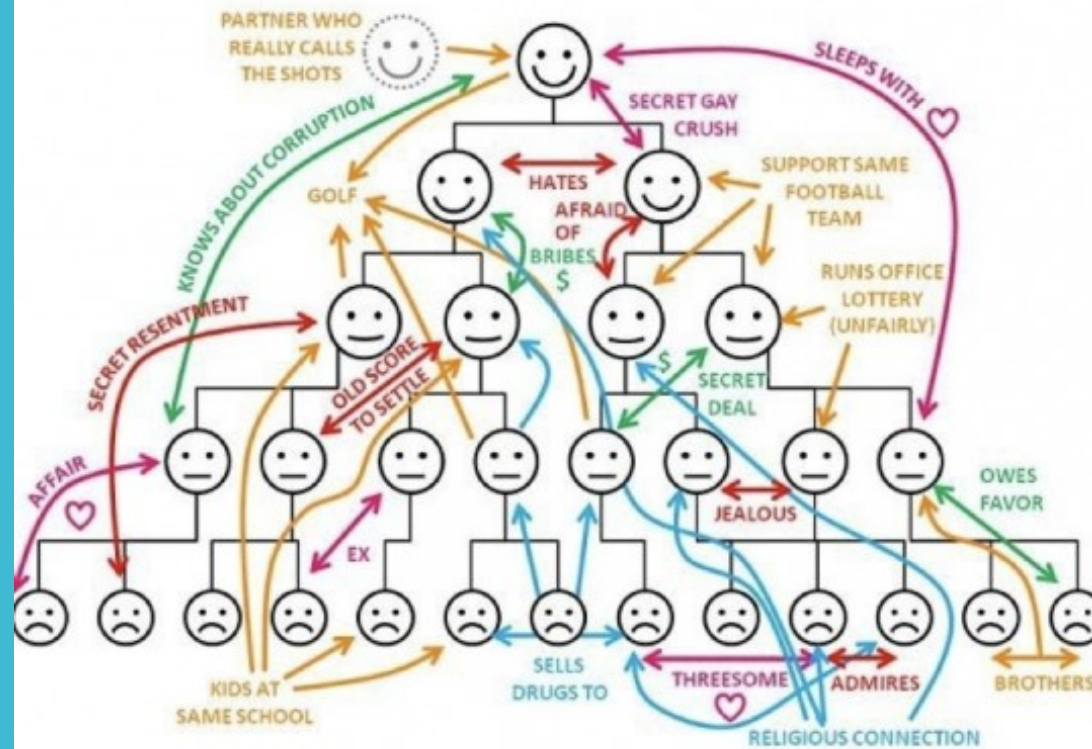 PARTNER WHO
REALLY CALLS
THE SHOTS
SLEEPS WITH
SECRET GAY
CRUSH
KNOWS ABOUT CORRUPTION
GOLF
HATES
SUPPORT SAME
FOOTBALL
TEAM
AFRAID
OF
BRIBES
$
RUNS OFFICE
LOTTERY
(UNFAIRLY)
SECRET RESENTMENT
OLD SCORE
TO SETTLE
$
SECRET
DEAL
AFFAIR
JEALOUS
OWES
FAVOR
EX
KIDS AT
SAME SCHOOL
SELLS
DRUGS TO
THREESOME
ADMIRES
BROTHERS
RELIGIOUS CONNECTION